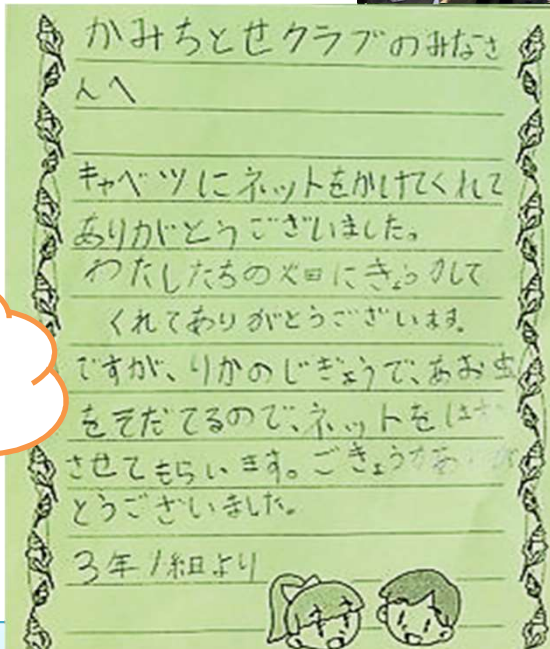 かみちとせクラブのみなさ
んへ
キャベツにネットをかけてくれて
ありがとうございました。
わたしたちの火田にきょうカして
くれてありがとうございます。
ですが、りかのじぎょうで、あお虫
をそだてるので、ネットをは
させてもらいます。ごきょうカあ
とうございました。
3年1組より